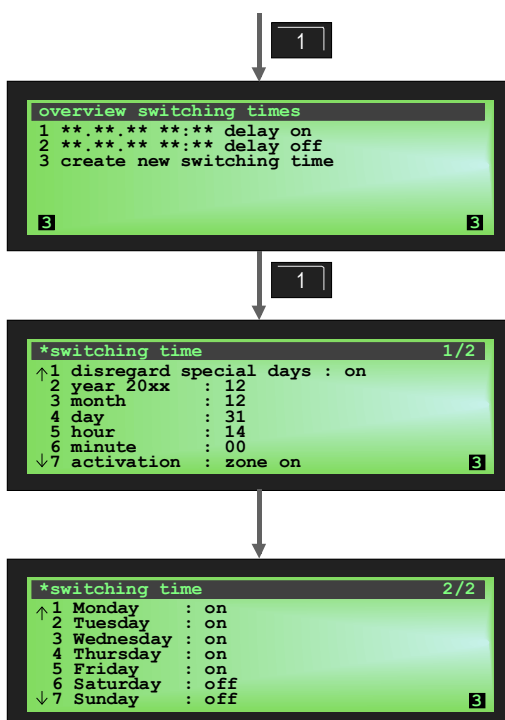 1
overview switching times
1 **.**.** **:** delay on
2 **.**.** **:** delay off
3 create new switching time
3 3
1
*switching time 1/2
↑1 disregard special days : on
2 year 20xx : 12
3 month : 12
4 day : 31
5 hour : 14
6 minute : 00
↓7 activation : zone on 3
*switching time 2/2
↑1 Monday : on
2 Tuesday : on
3 Wednesday : on
4 Thursday : on
5 Friday : on
6 Saturday : off
↓7 Sunday : off 3